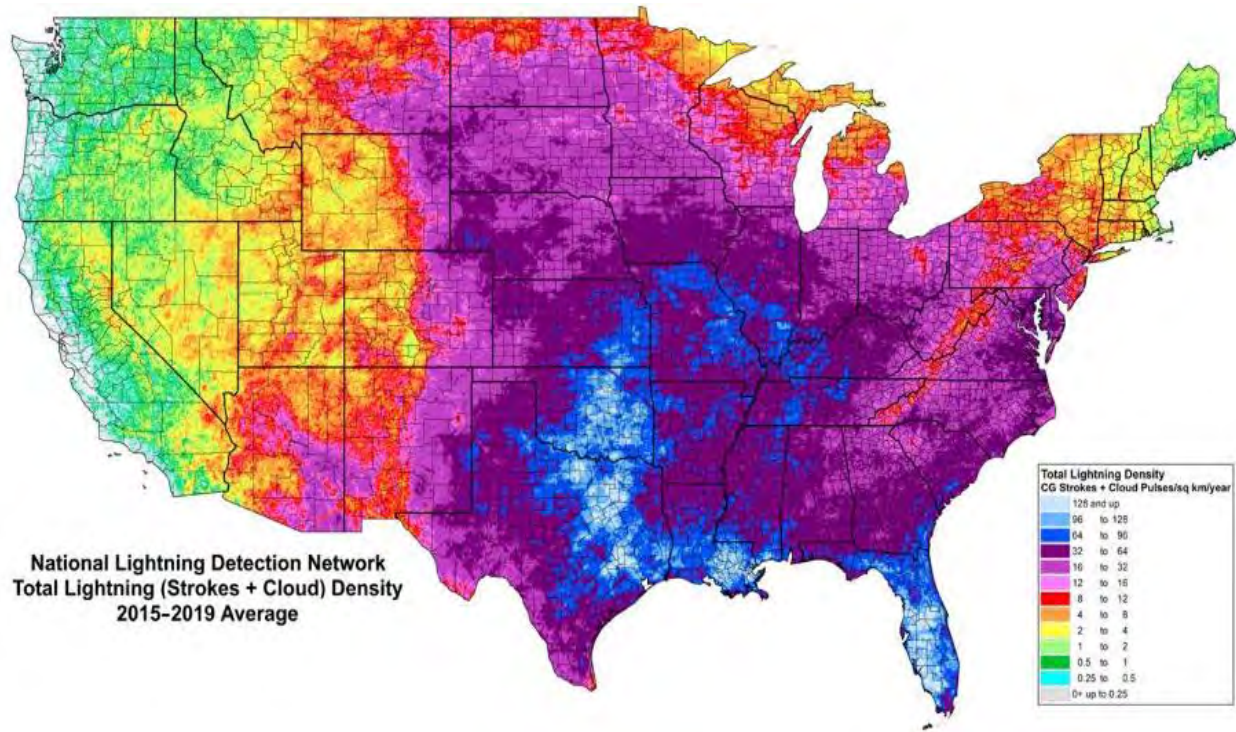 National Lightning Detection Network
Total Lightning (Strokes + Cloud) Density
2015–2019 Average
Total Lightning Density
CG Strokes + Cloud Pulses/sq km/year
128 and up
96 to 128
64 to 96
32 to 64
16 to 32
12 to 16
8 to 12
4 to 8
2 to 4
1 to 2
0.5 to 1
0.25 to 0.5
0+ up to 0.25